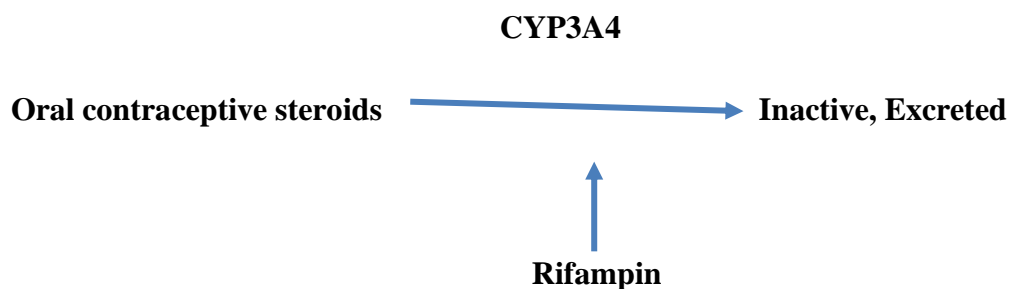 CYP3A4
Oral contraceptive steroids Inactive, Excreted
Rifampin